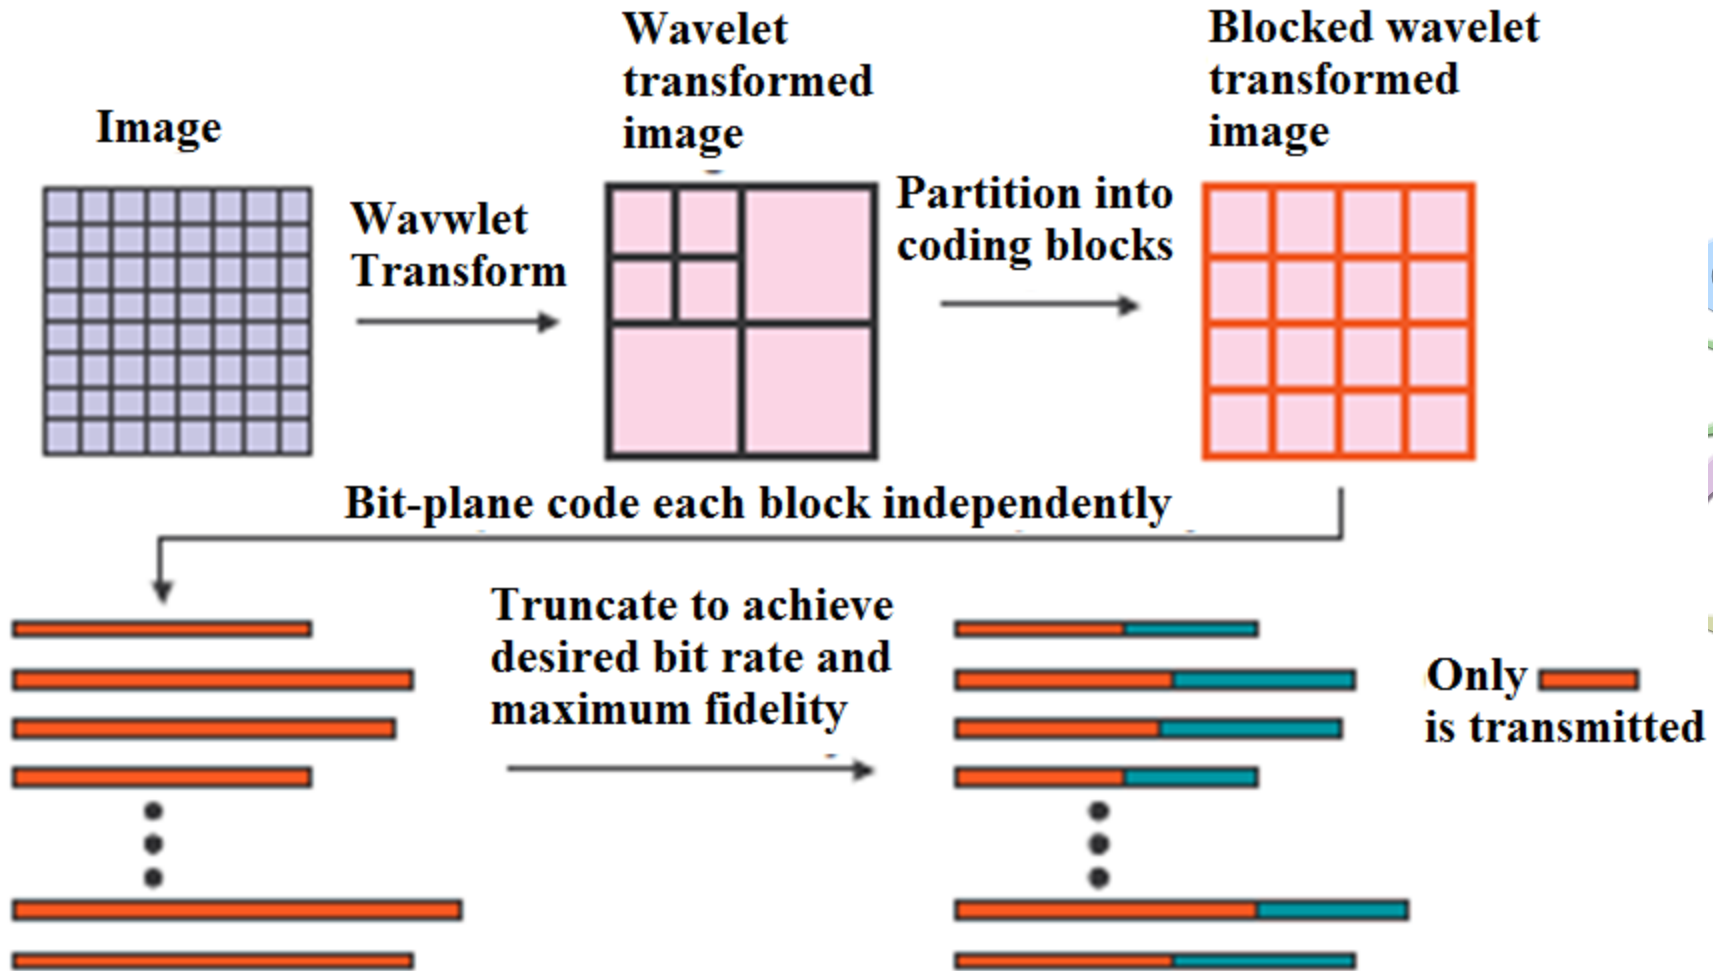 Image
Wavwlet
Transform
Wavelet
transformed
image
Partition into
coding blocks
Blocked wavelet
transformed
image
Bit-plane code each block independently
Truncate to achieve
desired bit rate and
maximum fidelity
Only
is transmitted